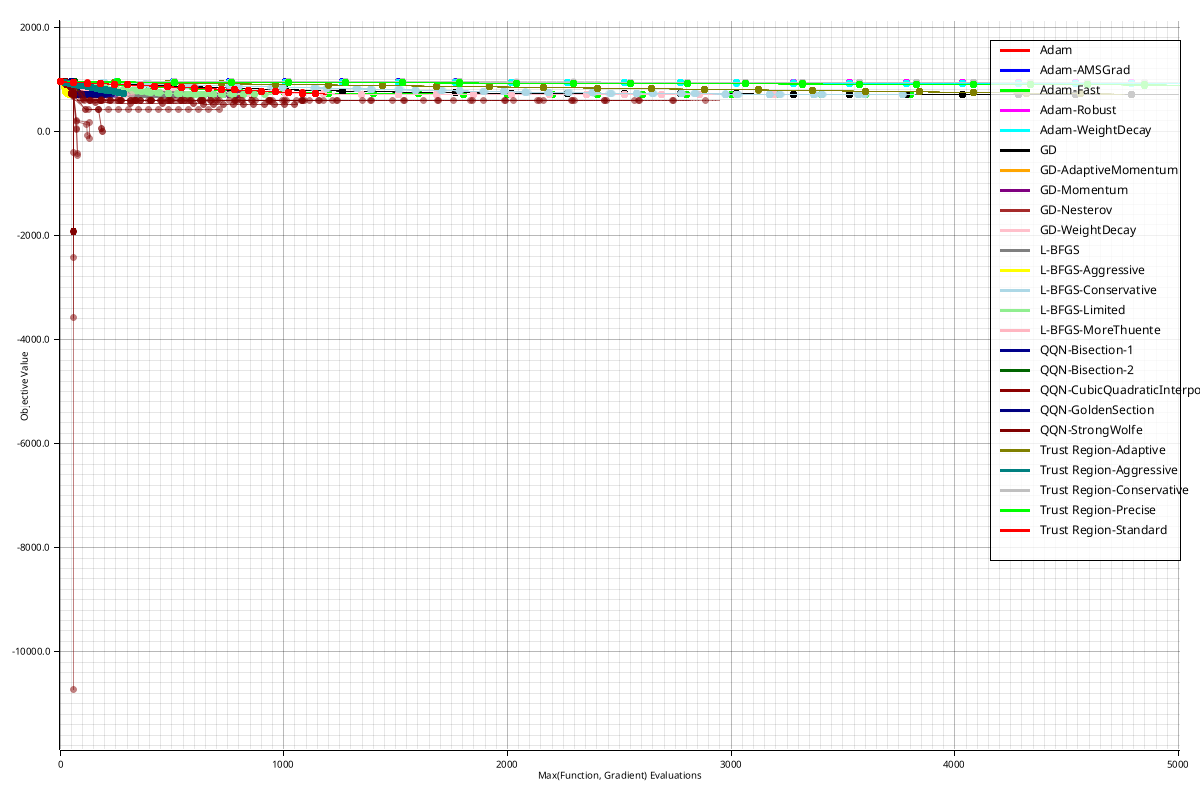 2000.0
0.0
-2000.0
-4000.0
-6000.0
-8000.0
-10000.0
Objective Value
0
1000
2000
3000
4000
5000
Max(Function, Gradient) Evaluations
Adam
Adam-AMSGrad
Adam-Fast
Adam-Robust
Adam-WeightDecay
GD
GD-AdaptiveMomentum
GD-Momentum
GD-Nesterov
GD-WeightDecay
L-BFGS
L-BFGS-Aggressive
L-BFGS-Conservative
L-BFGS-Limited
L-BFGS-MoreThuente
QQN-Bisection-1
QQN-Bisection-2
QQN-CubicQuadraticInterpo
QQN-GoldenSection
QQN-StrongWolfe
Trust Region-Adaptive
Trust Region-Aggressive
Trust Region-Conservative
Trust Region-Precise
Trust Region-Standard